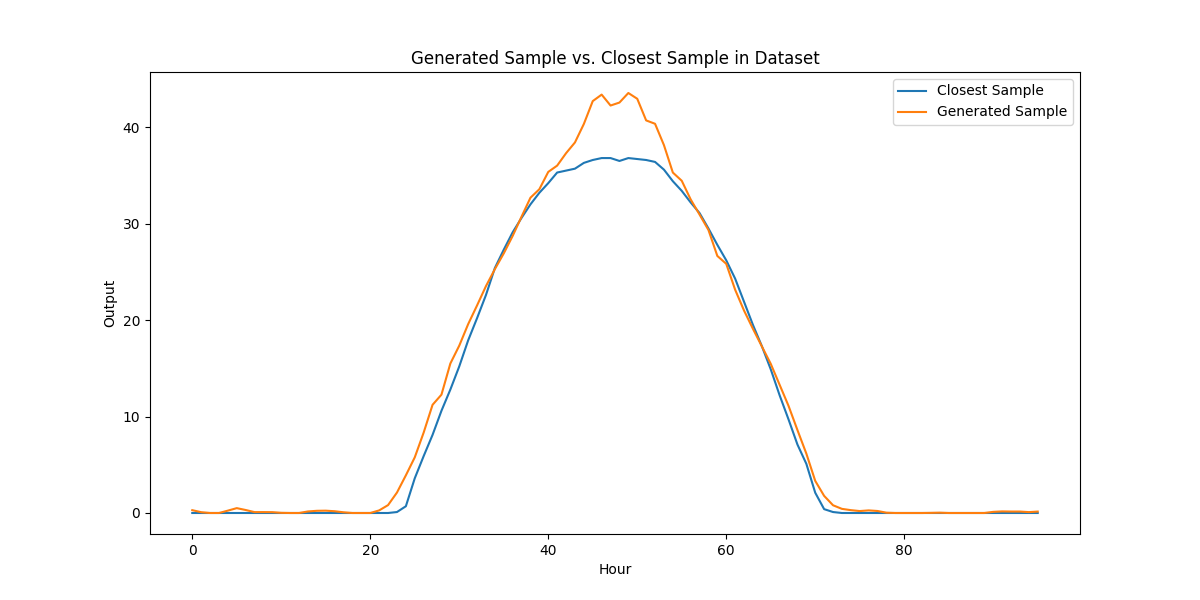 Generated Sample vs. Closest Sample in Dataset
Closest Sample
Generated Sample
Output
40
30
20
10
0
0 20 40 60 80
Hour